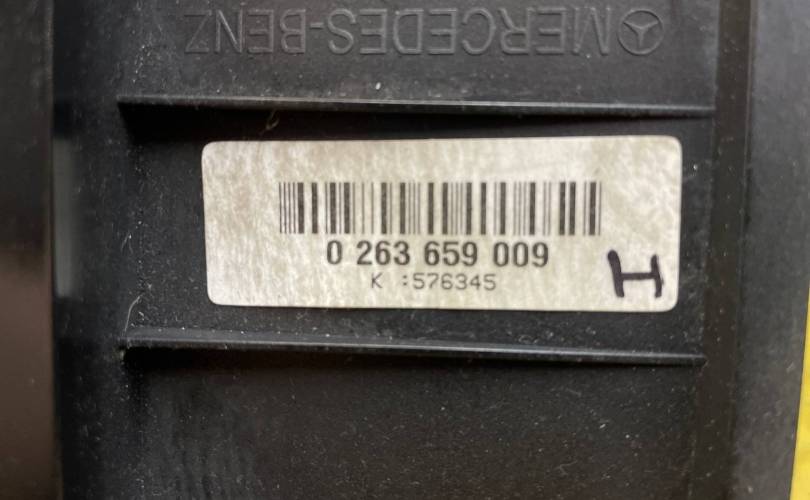 MERCEDES-BENZ
0 263 659 009
K :576345
H